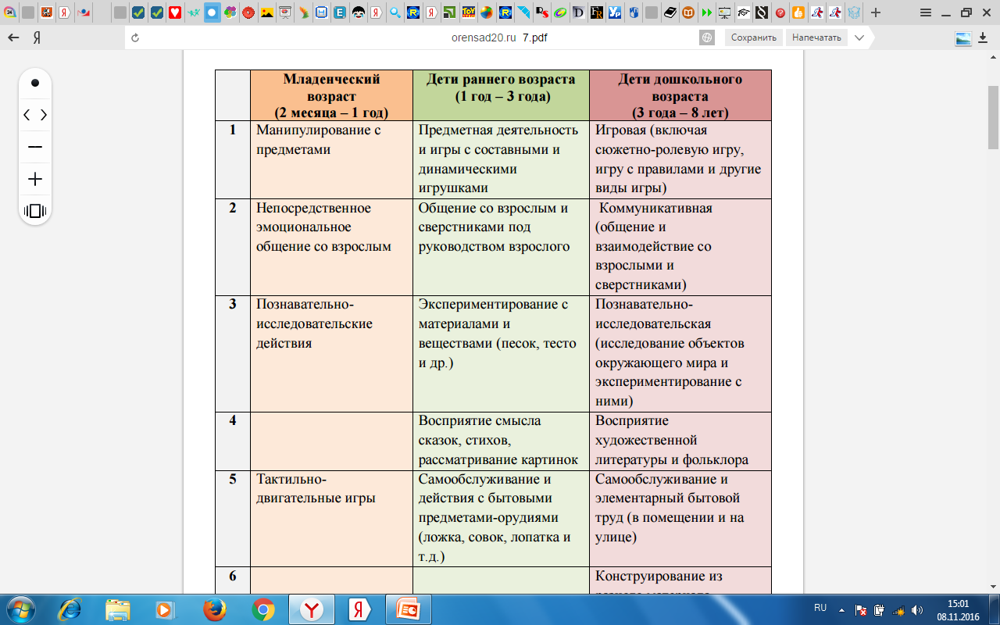 orensad20.ru 7.pdf
Сохранить
Напечатать
Младенческий
возраст
(2 месяца – 1 год)
Дети раннего возраста
(1 год – 3 года)
Дети дошкольного
возраста
(3 года – 8 лет)
1
Манипулирование с
предметами
Предметная деятельность
и игры с составными и
динамическими
игрушками
Игровая (включая
сюжетно-ролевую игру,
игру с правилами и другие
виды игры)
2
Непосредственное
эмоциональное
общение со взрослым
Общение со взрослым и
сверстниками под
руководством взрослого
Коммуникативная
(общение и
взаимодействие со
взрослыми и
сверстниками)
3
Познавательно-
исследовательские
действия
Экспериментирование с
материалами и
веществами (песок, тесто
и др.)
Познавательно-
исследовательская
(исследование объектов
окружающего мира и
экспериментирование с
ними)
4
Восприятие смысла
сказок, стихов,
рассматривание картинок
Восприятие
художественной
литературы и фольклора
5
Тактильно-
двигательные игры
Самообслуживание и
действия с бытовыми
предметами-орудиями
(ложка, совок, лопатка и
т.д.)
Самообслуживание и
элементарный бытовой
труд (в помещении и на
улице)
6
Конструирование из
RU
15:01
08.11.2016